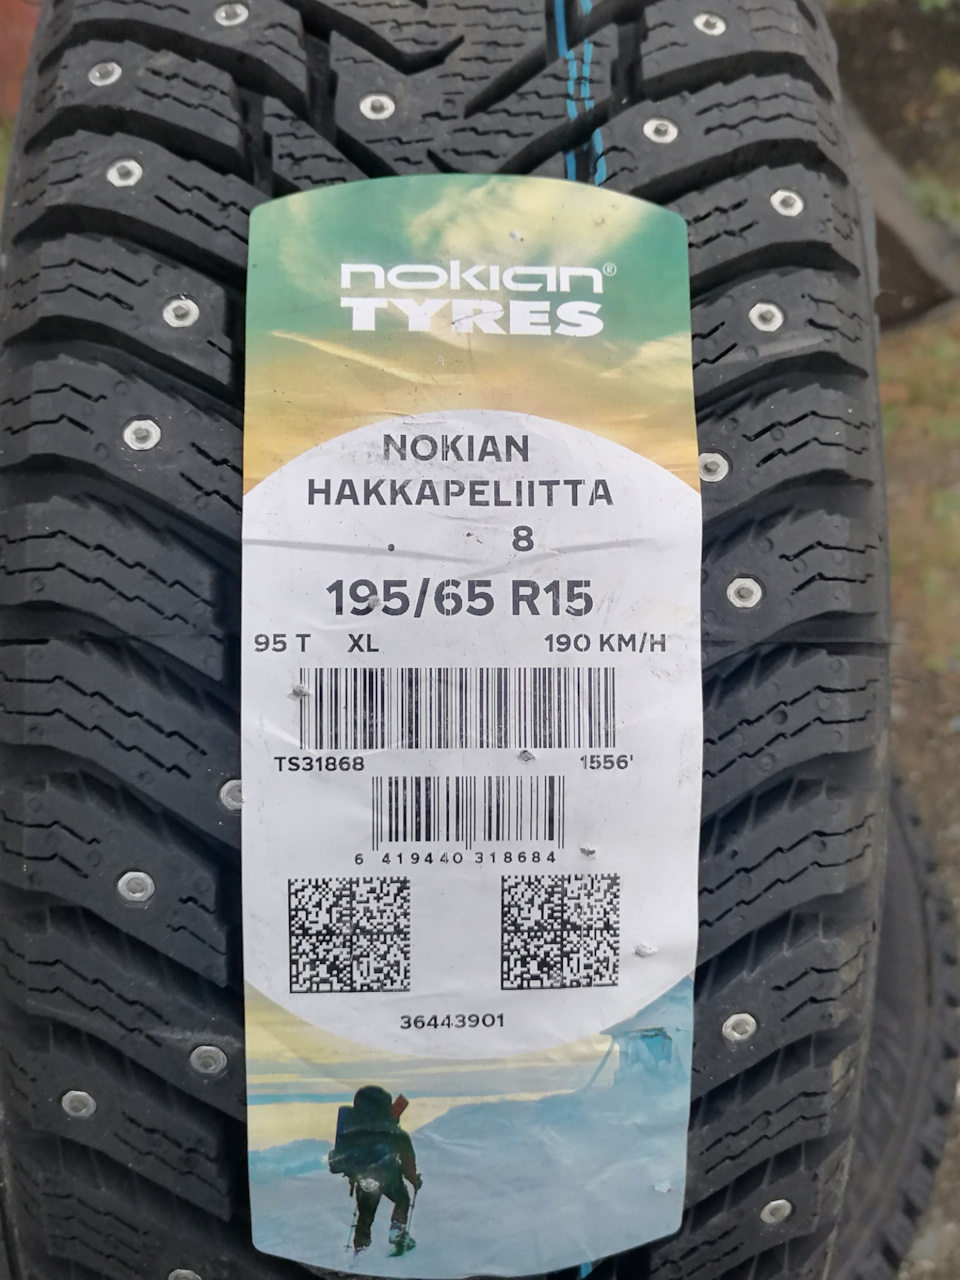 nokian®
TYRES
NOKIAN
HAKKAPELIITTA
8
195/65 R15
95 T XL 190 KM/H
TS31868 1556'
6 419440 318684
36443901